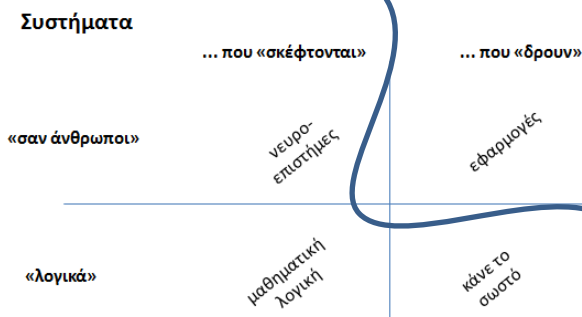 Συστήματα
... που «σκέφτονται»
... που «δρουν»
«σαν άνθρωποι»
νευρο-
επιστήμες
εφαρμογές
«λογικά»
μαθηματική
λογική
κάνε το
σωστό